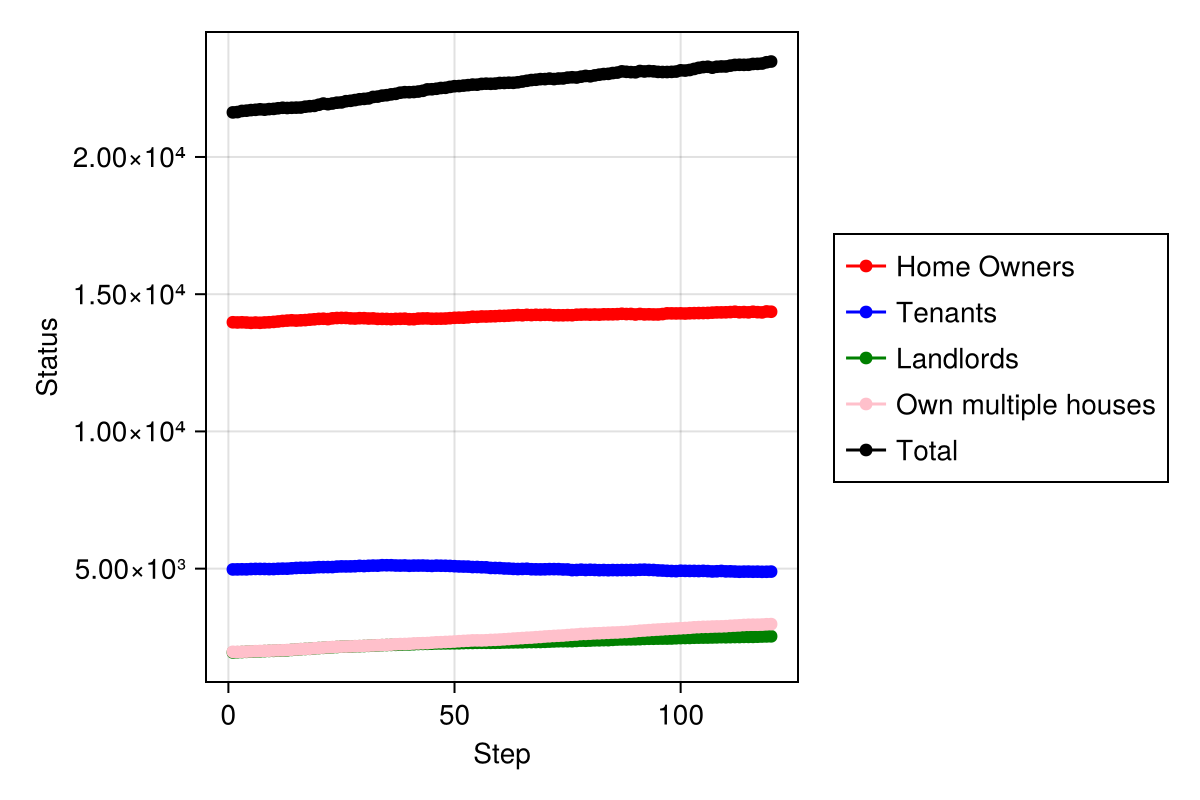 2.00×10⁴
1.50×10⁴
1.00×10⁴
5.00×10³
Status
0 50 100
Step
Home Owners
Tenants
Landlords
Own multiple houses
Total